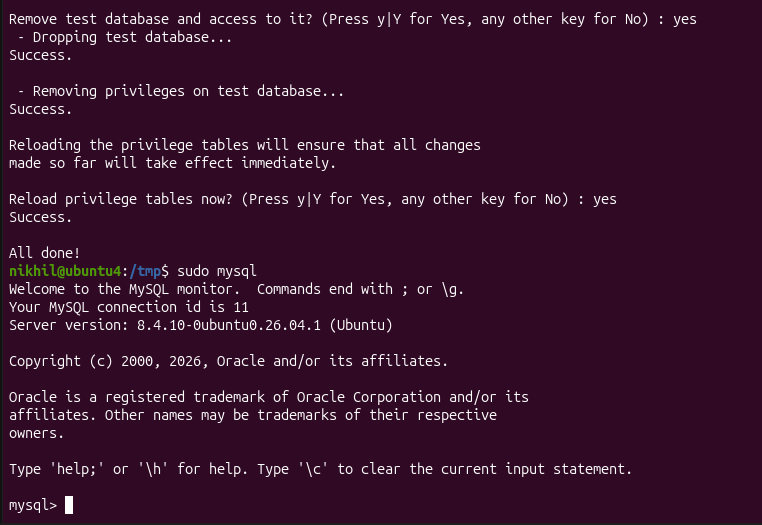 Remove test database and access to it? (Press y|Y for Yes, any other key for No) : yes
 - Dropping test database...
Success.

 - Removing privileges on test database...
Success.

Reloading the privilege tables will ensure that all changes
made so far will take effect immediately.

Reload privilege tables now? (Press y|Y for Yes, any other key for No) : yes
Success.

All done!
nikhil@ubuntu4:/tmp$ sudo mysql
Welcome to the MySQL monitor.  Commands end with ; or \g.
Your MySQL connection id is 11
Server version: 8.4.10-0ubuntu0.26.04.1 (Ubuntu)

Copyright (c) 2000, 2026, Oracle and/or its affiliates.

Oracle is a registered trademark of Oracle Corporation and/or its
affiliates. Other names may be trademarks of their respective
owners.

Type 'help;' or '\h' for help. Type '\c' to clear the current input statement.

mysql>